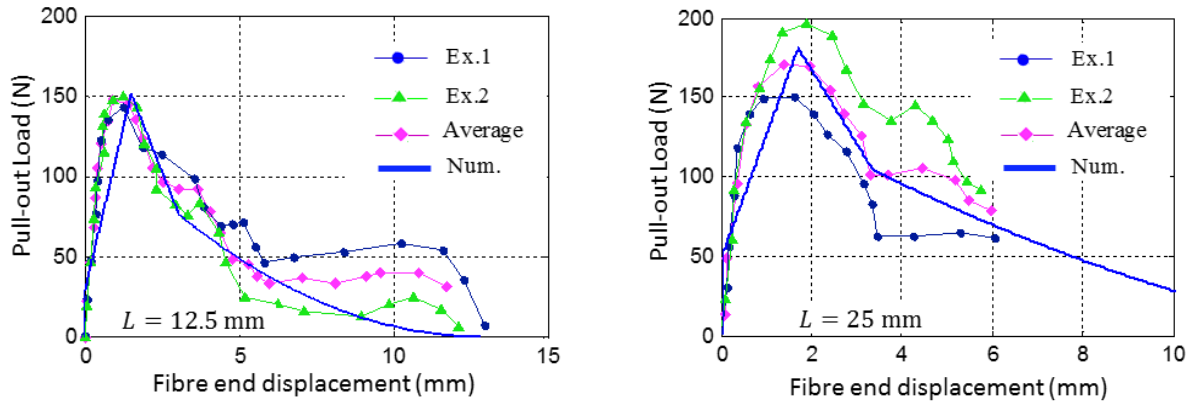 200
150
100
50
0
Pull-out Load (N)
Ex.1
Ex.2
Average
Num.
L = 12.5 mm
0 5 10 15
Fibre end displacement (mm)
200
150
100
50
0
Pull-out Load (N)
Ex.1
Ex.2
Average
Num.
L = 25 mm
0 2 4 6 8 10
Fibre end displacement (mm)